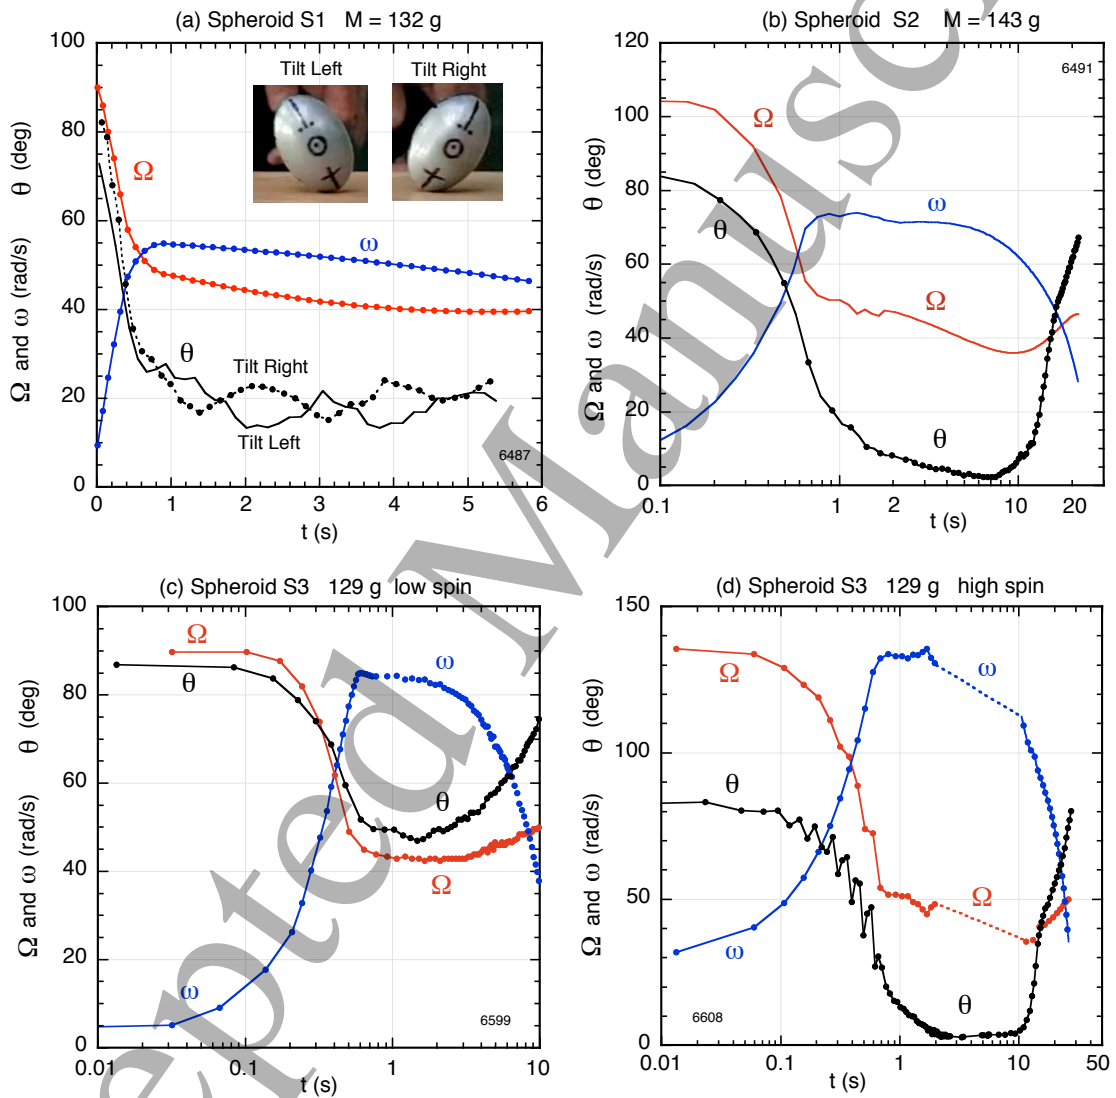 (a) Spheroid S1 M = 132 g
100
80
60
40
20
0
Ω and ω (rad/s) θ (deg)
Tilt Left
Tilt Right
Ω
ω
θ
Tilt Right
Tilt Left
6487
0 1 2 3 4 5 6
t (s)
(b) Spheroid S2 M = 143 g
120
100
80
60
40
20
0
Ω and ω (rad/s) θ (deg)
6491
Ω
θ
ω
Ω
θ
0.1 1 10 20
t (s)
(c) Spheroid S3 129 g low spin
100
80
60
40
20
0
Ω and ω (rad/s) θ (deg)
Ω
θ
ω
θ
Ω
ω
6599
0.01 0.1 1 10
t (s)
(d) Spheroid S3 129 g high spin
150
100
50
0
Ω and ω (rad/s) θ (deg)
Ω
θ
ω
Ω
ω
θ
6608
0.01 0.1 1 10 50
t (s)
epted Manusc